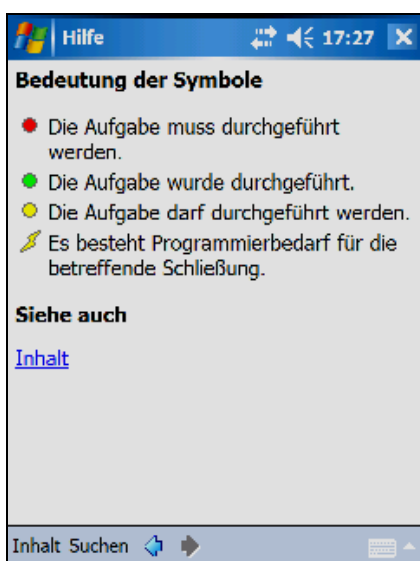 Hilfe 17:27
Bedeutung der Symbole
Die Aufgabe muss durchgeführt
werden.
Die Aufgabe wurde durchgeführt.
Die Aufgabe darf durchgeführt werden.
Es besteht Programmierbedarf für die
betreffende Schließung.
Siehe auch
Inhalt
Inhalt Suchen